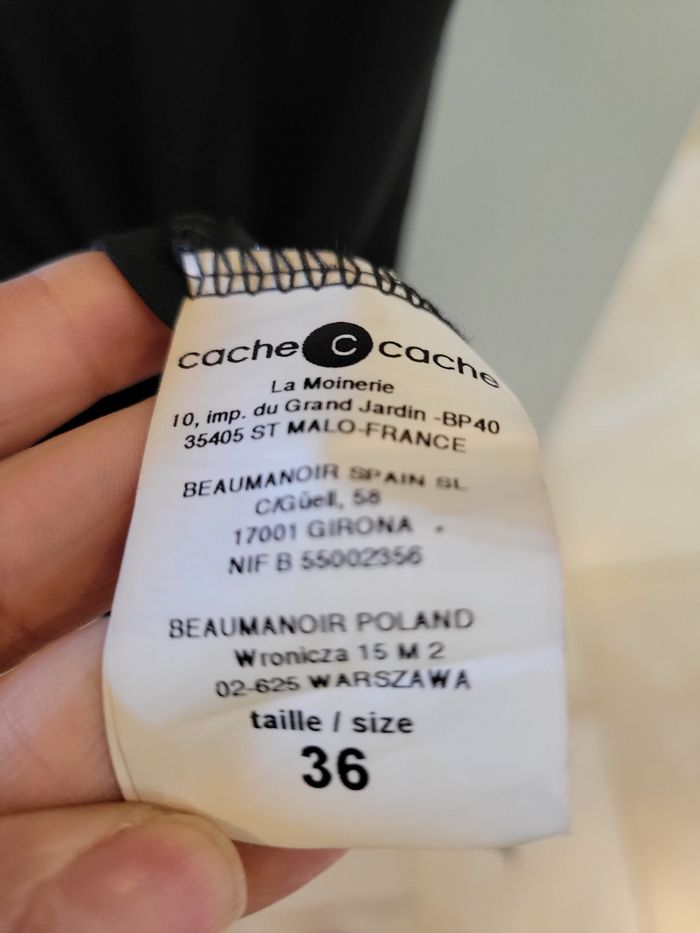 cache C cache
La Moinerie
10, imp. du Grand Jardin -BP40
35405 ST MALO-FRANCE
BEAUMANOIR SPAIN SL
C/Güell, 58
17001 GIRONA
NIF B 55002356
BEAUMANOIR POLAND
Wronicza 15 M 2
02-625 WARSZAWA
taille / size
36